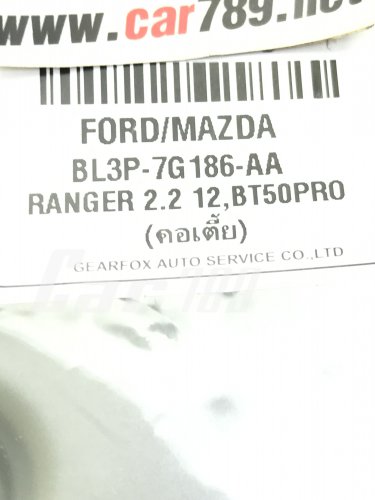 www.car789.net
FORD/MAZDA
BL3P-7G186-AA
RANGER 2.2 12,BT50PRO
(คอเตี้ย)
GEARFOX AUTO SERVICE CO.,LTD
Car789